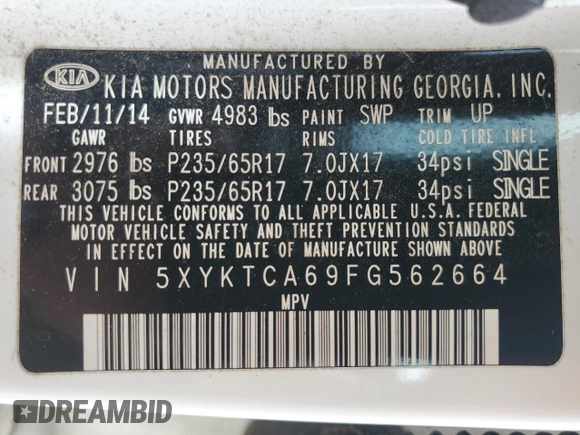 MANUFACTURED BY
KIA KIA MOTORS MANUFACTURING GEORGIA, INC.
FEB/11/14 GVWR 4983 lbs PAINT SWP TRIM UP
GAWR TIRES RIMS COLD TIRE INFL
FRONT 2976 lbs P235/65R17 7.0JX17 34psi SINGLE
REAR 3075 lbs P235/65R17 7.0JX17 34psi SINGLE
THIS VEHICLE CONFORMS TO ALL APPLICABLE U.S.A. FEDERAL
MOTOR VEHICLE SAFETY AND THEFT PREVENTION STANDARDS
IN EFFECT ON THE DATE OF MANUFACTURE SHOWN ABOVE.
VIN 5XYKTCA69FG562664
MPV
DREAMBID